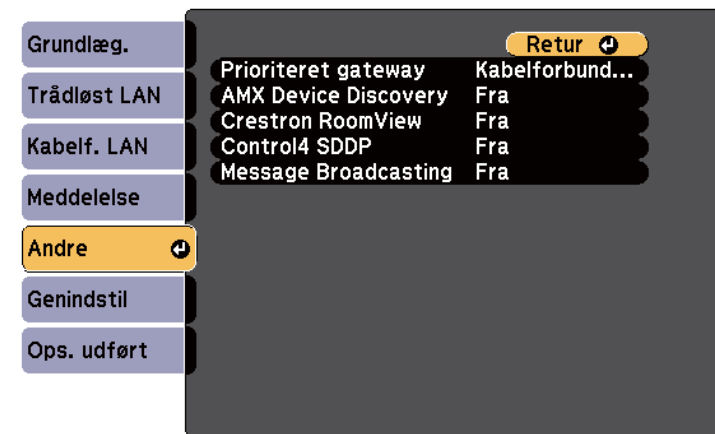 Grundlæg.
Trådløst LAN
Kabelf. LAN
Meddelelse
Andre
Genindstil
Ops. udført
Retur
Prioriteret gateway Kabelforbund...
AMX Device Discovery Fra
Crestron RoomView Fra
Control4 SDDP Fra
Message Broadcasting Fra